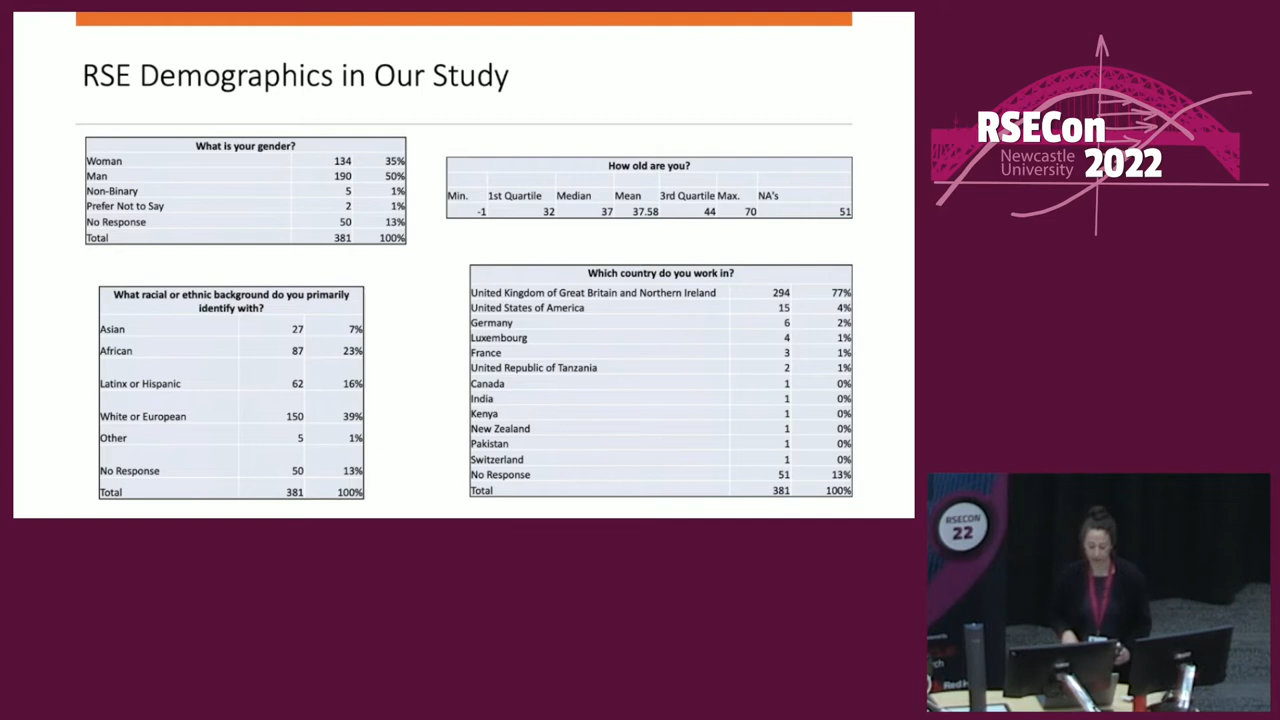 RSE Demographics in Our Study
What is your gender?
Woman 134 35%
Man 190 50%
Non-Binary 5 1%
Prefer Not to Say 2 1%
No Response 50 13%
Total 381 100%
How old are you?
Min. 1st Quartile Median Mean 3rd Quartile Max. NA's
-1 32 37 37.58 44 70 51
What racial or ethnic background do you primarily
identify with?
Asian 27 7%
African 87 23%
Latinx or Hispanic 62 16%
White or European 150 39%
Other 5 1%
No Response 50 13%
Total 381 100%
Which country do you work in?
United Kingdom of Great Britain and Northern Ireland 294 77%
United States of America 15 4%
Germany 6 2%
Luxembourg 4 1%
France 3 1%
United Republic of Tanzania 2 1%
Canada 1 0%
India 1 0%
Kenya 1 0%
New Zealand 1 0%
Pakistan 1 0%
Switzerland 1 0%
No Response 51 13%
Total 381 100%
RSECon
Newcastle
University 2022
RSECON
22